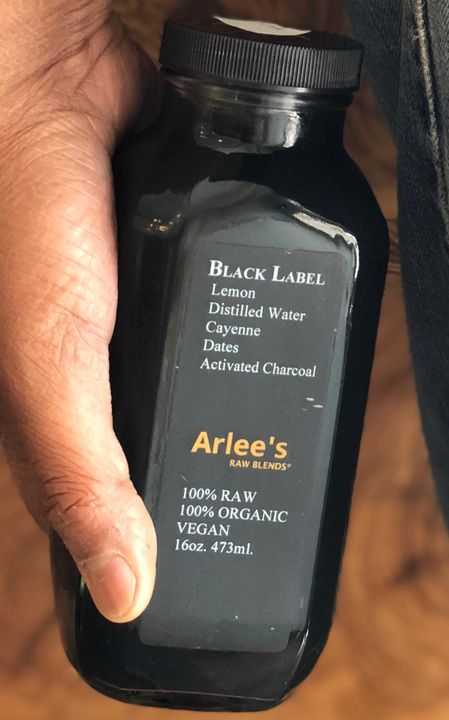 BLACK LABEL
Lemon
Distilled Water
Cayenne
Dates
Activated Charcoal
Arlee's
RAW BLENDS®
100% RAW
100% ORGANIC
VEGAN
16oz. 473ml.